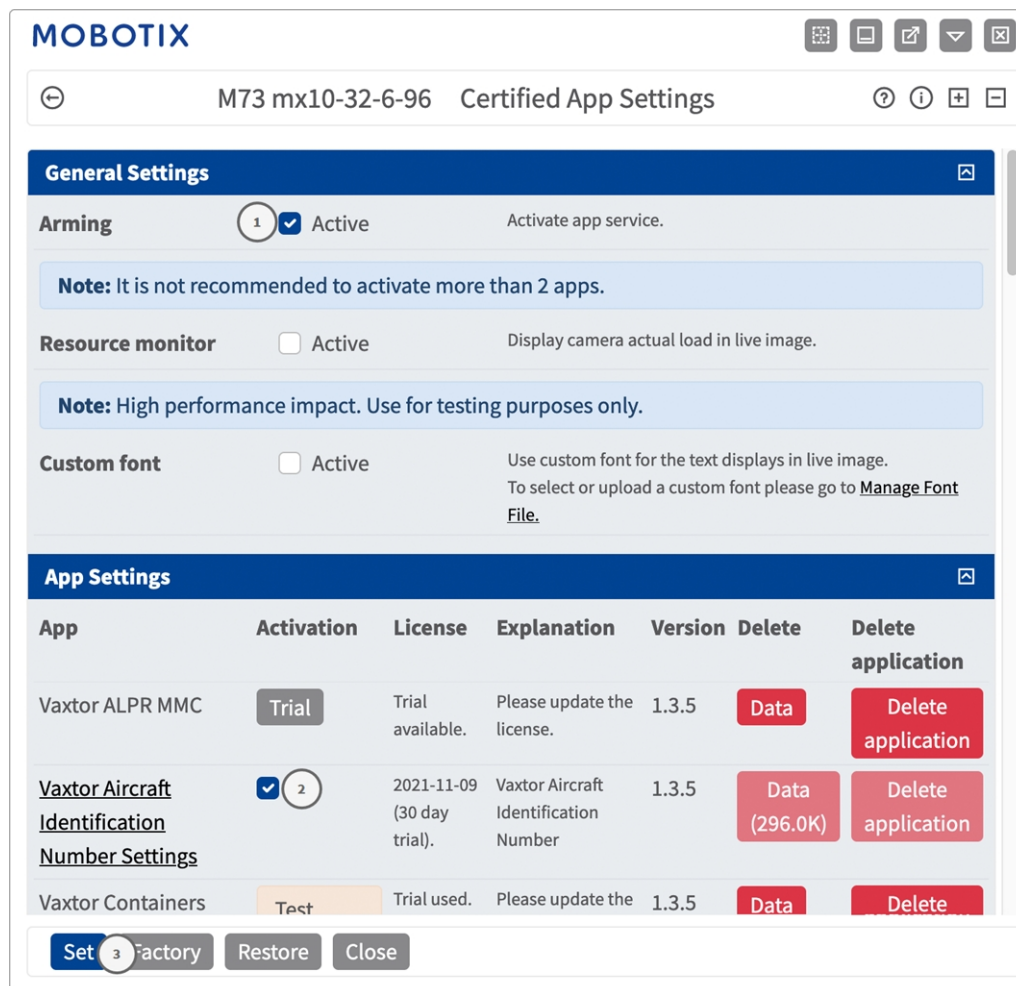 MOBOTIX
M73 mx10-32-6-96 Certified App Settings
General Settings
Arming
1
Active
Activate app service.
Note: It is not recommended to activate more than 2 apps.
Resource monitor
Active
Display camera actual load in live image.
Note: High performance impact. Use for testing purposes only.
Custom font
Active
Use custom font for the text displays in live image.
To select or upload a custom font please go to Manage Font
File.
App Settings
App Activation License Explanation Version Delete Delete
application
Vaxtor ALPR MMC
Trial
Trial
available.
Please update the
license.
1.3.5
Data
Delete
application
Vaxtor Aircraft
Identification
Number Settings
2
2021-11-09
(30 day
trial).
Vaxtor Aircraft
Identification
Number
1.3.5
Data
(296.0K)
Delete
application
Vaxtor Containers
Test
Trial used.
Please update the
1.3.5
Data
Delete
Set 3 Factory Restore Close